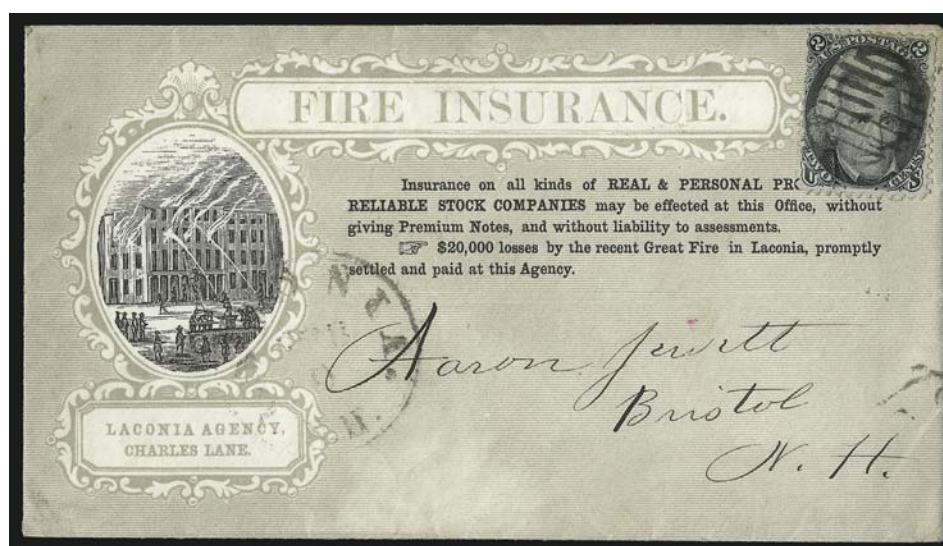 2 U.S. POSTAGE 2
FIRE INSURANCE.
Insurance on all kinds of REAL & PERSONAL
RELIABLE STOCK COMPANIES may be effected at this Office, without
giving Premium Notes, and without liability to assessments.
☞ $20,000 losses by the recent Great Fire in Laconia, promptly
settled and paid at this Agency.
Aaron Jewett
Bristol
N. H.
LACONIA AGENCY,
CHARLES LANE.